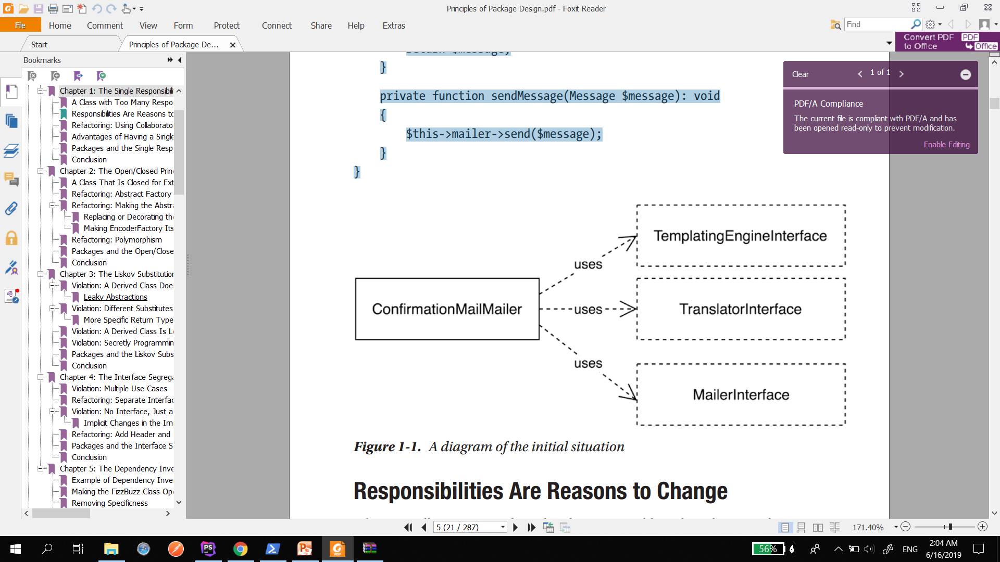 Principles of Package Design.pdf - Foxit Reader
File Home Comment View Form Protect Connect Share Help Extras
Find
Start
Principles of Package De...
Convert PDF to Office
PDF
Office
Bookmarks
Chapter 1: The Single Responsibili
A Class with Too Many Respo
Responsibilities Are Reasons to
Refactoring: Using Collaborato
Advantages of Having a Single
Packages and the Single Resp
Conclusion
Chapter 2: The Open/Closed Prin
A Class That Is Closed for Ext
Refactoring: Abstract Factory
Refactoring: Making the Abstra
Replacing or Decorating the
Making EncoderFactory Its
Refactoring: Polymorphism
Packages and the Open/Close
Conclusion
Chapter 3: The Liskov Substitution
Violation: A Derived Class Doe
Leaky Abstractions
Violation: Different Substitutes
More Specific Return Type
Violation: A Derived Class Is Le
Violation: Secretly Programmin
Packages and the Liskov Subs
Conclusion
Chapter 4: The Interface Segrega
Violation: Multiple Use Cases
Refactoring: Separate Interfac
Violation: No Interface, Just a
Implicit Changes in the Im
Refactoring: Add Header and
Packages and the Interface S
Conclusion
Chapter 5: The Dependency Inve
Example of Dependency Inve
Making the FizzBuzz Class Ope
Removing Specificness
return $message;
}
private function sendMessage(Message $message): void
{
$this->mailer->send($message);
}
}
Clear
1 of 1
PDF/A Compliance
The current file is compliant with PDF/A and has
been opened read-only to prevent modification.
Enable Editing
TemplatingEngineInterface
uses
ConfirmationMailMailer
uses
TranslatorInterface
uses
MailerInterface
Figure 1-1. A diagram of the initial situation
Responsibilities Are Reasons to Change
5 (21 / 287)
171.40%
56%
ENG
2:04 AM
6/16/2019